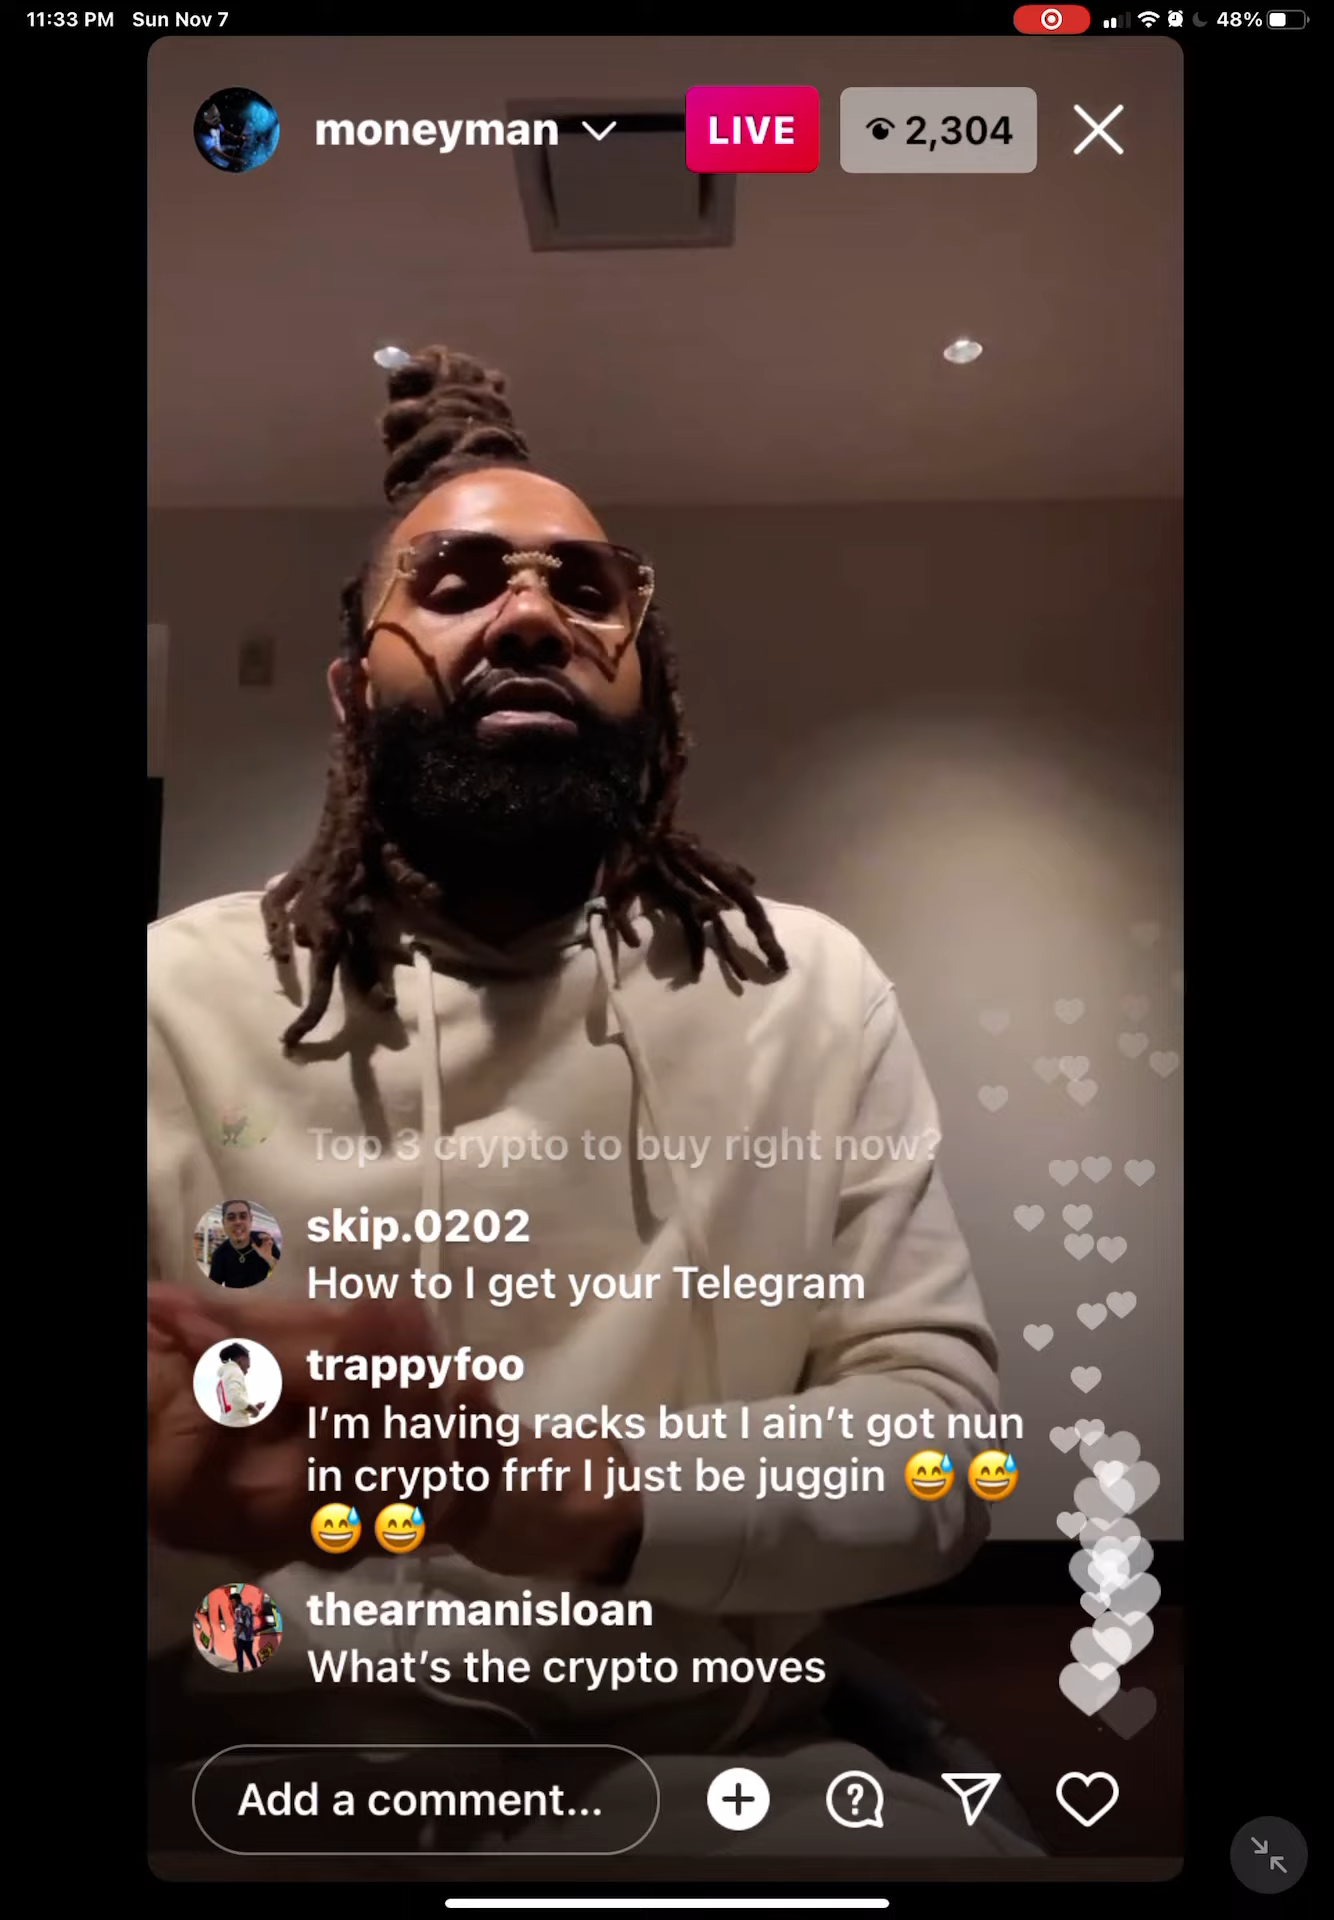 11:33 PM Sun Nov 7
48%
moneyman
LIVE
2,304
Top 3 crypto to buy right now?
skip.0202
How to I get your Telegram
trappyfoo
I'm having racks but I ain't got nun
in crypto frfr I just be juggin 😅 😅
😅 😅
thearmanisloan
What's the crypto moves
Add a comment...